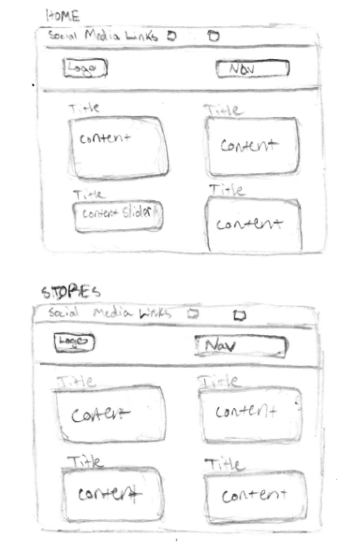 HOME
Social Media Links
Logo Nav
Title Title
Content Content
Title Title
Content Slider Content
STORES
Social Media Links
Logo Nav
Title Title
Content Content
Title Title
Content Content